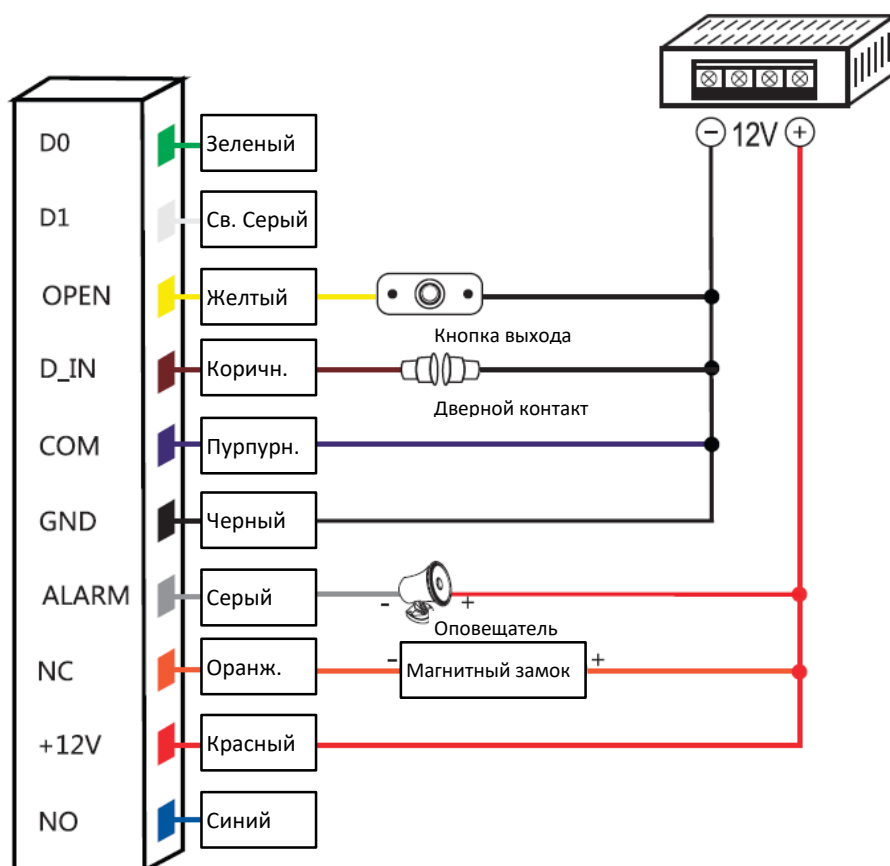 − 12V +
D0 Зеленый
D1 Св. Серый
OPEN Желтый
Кнопка выхода
D_IN Коричн.
Дверной контакт
COM Пурпурн.
GND Черный
ALARM Серый - +
Оповещатель
NC Оранж. - Магнитный замок +
+12V Красный
NO Синий